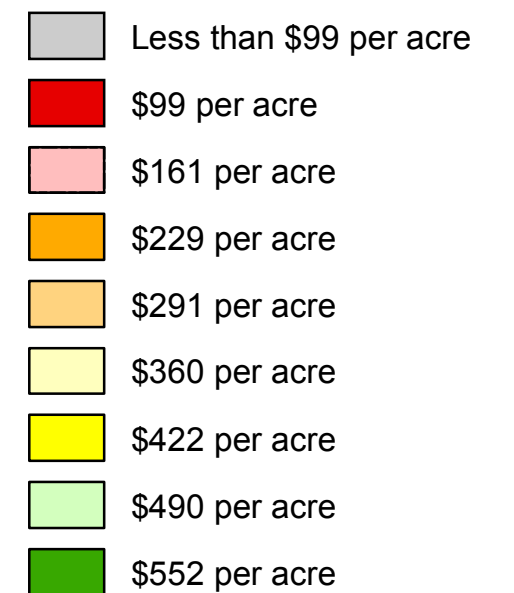 Less than $99 per acre
$99 per acre
$161 per acre
$229 per acre
$291 per acre
$360 per acre
$422 per acre
$490 per acre
$552 per acre